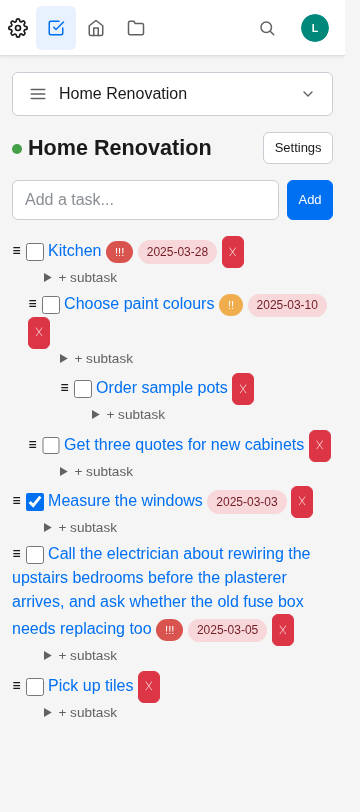 L
Home Renovation
Home Renovation Settings
Add a task... Add
Kitchen !!! 2025-03-28 X
+ subtask
Choose paint colours !! 2025-03-10
X
+ subtask
Order sample pots X
+ subtask
Get three quotes for new cabinets X
+ subtask
Measure the windows 2025-03-03 X
+ subtask
Call the electrician about rewiring the
upstairs bedrooms before the plasterer
arrives, and ask whether the old fuse box
needs replacing too !!! 2025-03-05 X
+ subtask
Pick up tiles X
+ subtask